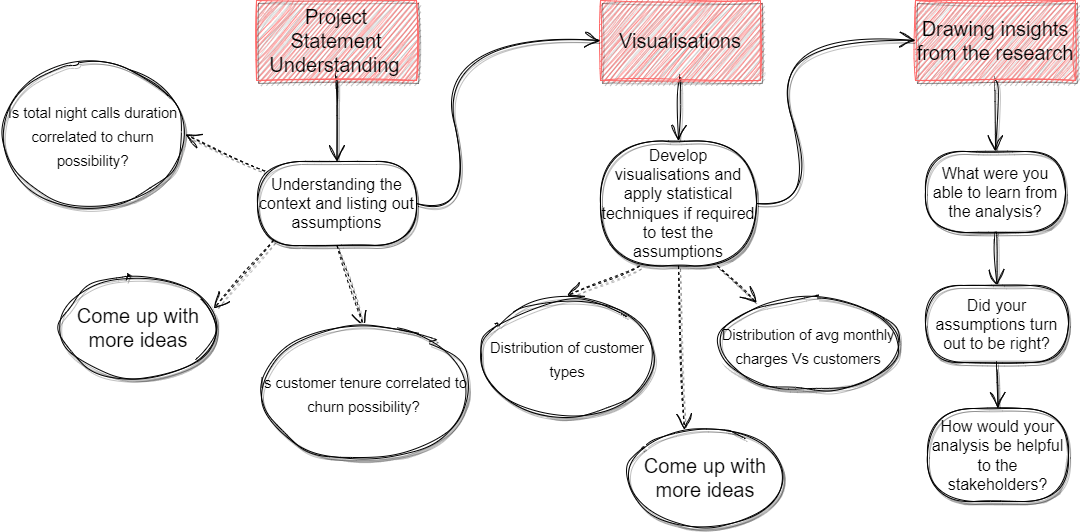 Project
Statement
Understanding
Visualisations
Drawing insights
from the research
Is total night calls duration
correlated to churn
possibility?
Understanding the
context and listing out
assumptions
Come up with
more ideas
Is customer tenure correlated to
churn possibility?
Develop
visualisations and
apply statistical
techniques if required
to test the
assumptions
Distribution of customer
types
Distribution of avg monthly
charges Vs customers
Come up with
more ideas
What were you
able to learn from
the analysis?
Did your
assumptions turn
out to be right?
How would your
analysis be helpful
to the
stakeholders?